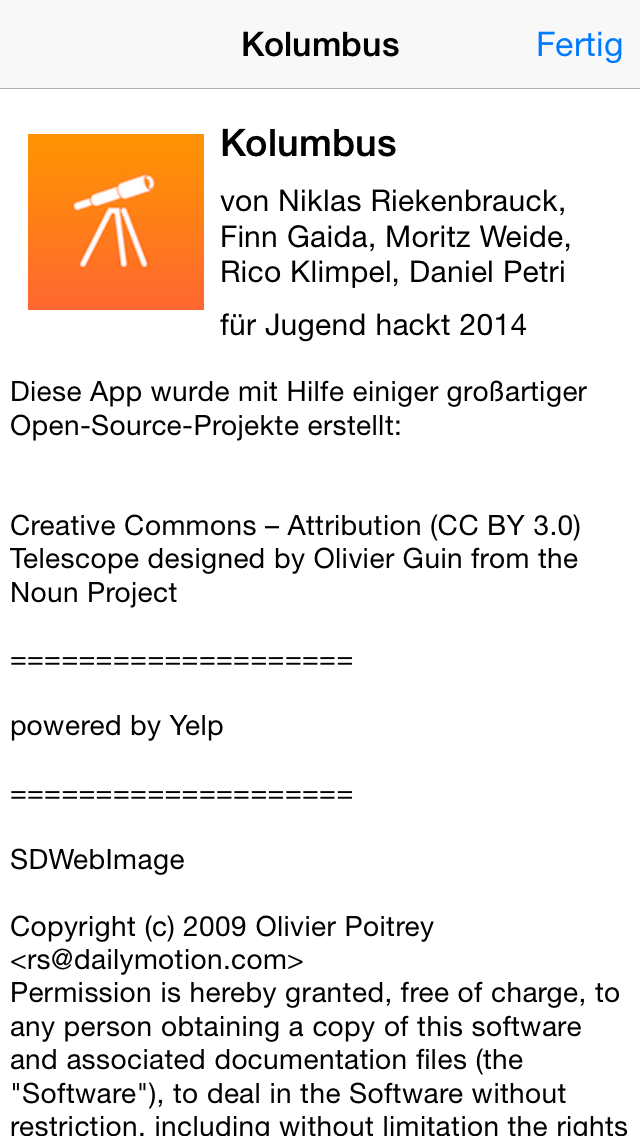 Kolumbus
Fertig
Kolumbus
von Niklas Riekenbrauck,
Finn Gaida, Moritz Weide,
Rico Klimpel, Daniel Petri
für Jugend hackt 2014
Diese App wurde mit Hilfe einiger großartiger
Open-Source-Projekte erstellt:
Creative Commons – Attribution (CC BY 3.0)
Telescope designed by Olivier Guin from the
Noun Project
====================
powered by Yelp
====================
SDWebImage
Copyright (c) 2009 Olivier Poitrey
<rs@dailymotion.com>
Permission is hereby granted, free of charge, to
any person obtaining a copy of this software
and associated documentation files (the
"Software"), to deal in the Software without
restriction, including without limitation the rights